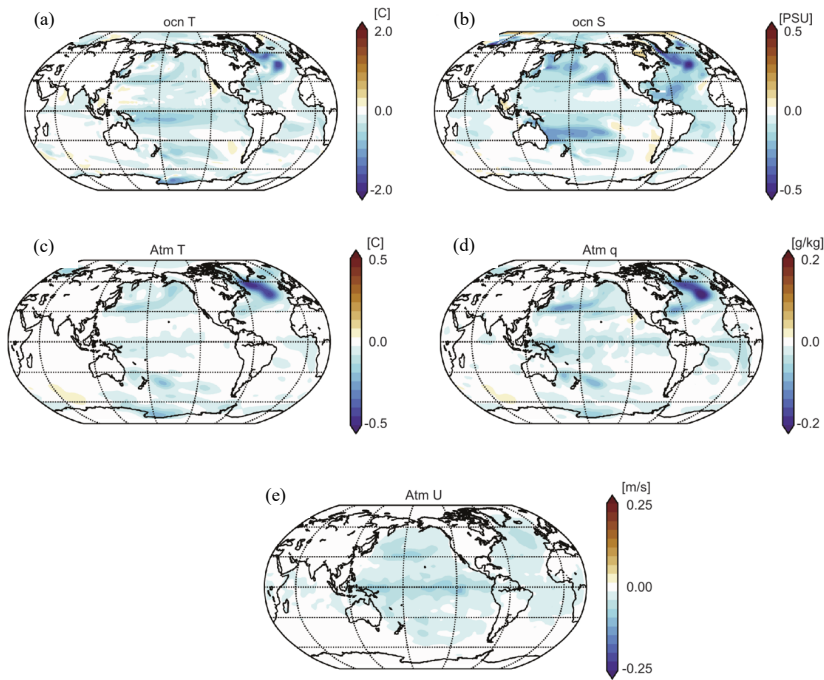 (a)
ocn T
[C]
2.0
0.0
-2.0
(b)
ocn S
[PSU]
0.5
0.0
-0.5
(c)
Atm T
[C]
0.5
0.0
-0.5
(d)
Atm q
[g/kg]
0.2
0.0
-0.2
(e)
Atm U
[m/s]
0.25
0.00
-0.25